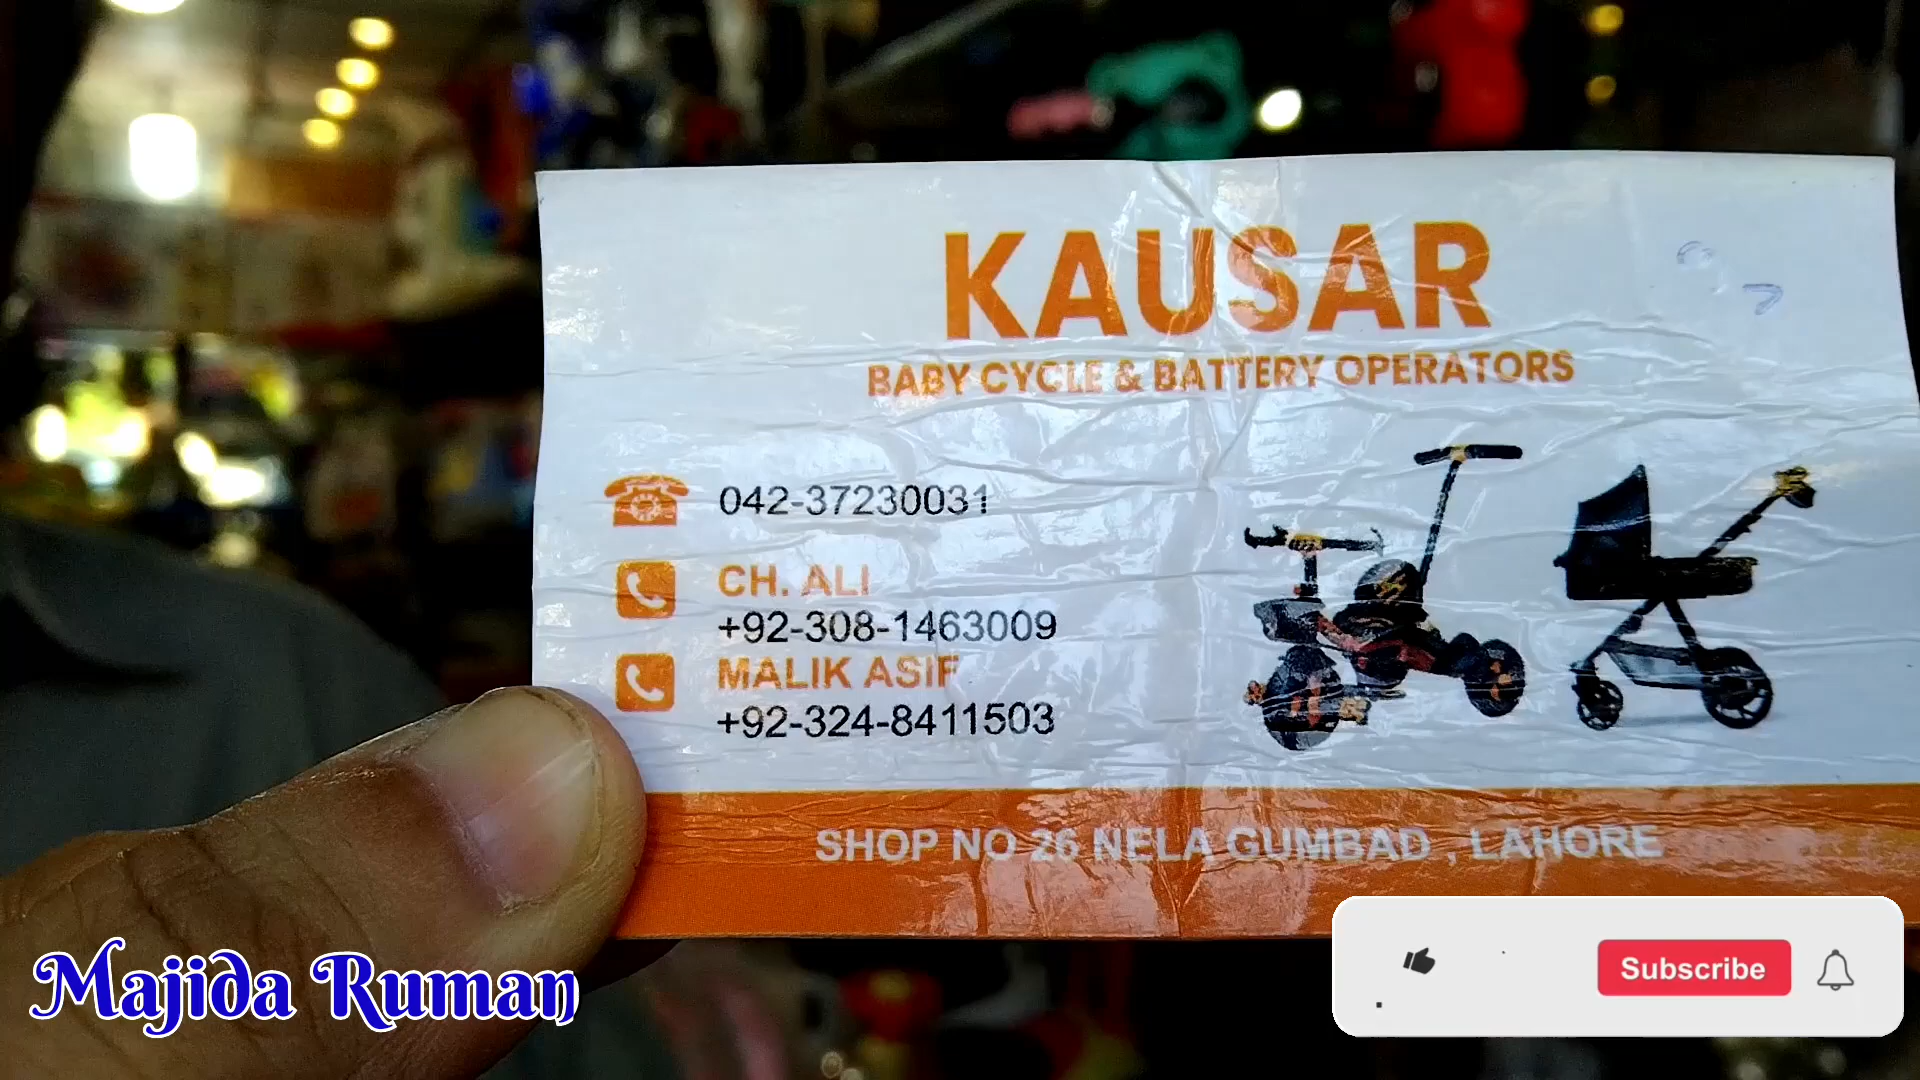 KAUSAR
BABY CYCLE & BATTERY OPERATORS
042-37230031
CH. ALI
+92-308-1463009
MALIK ASIF
+92-324-8411503
SHOP NO 26 NELA GUMBAD , LAHORE
Majida Ruman
Subscribe